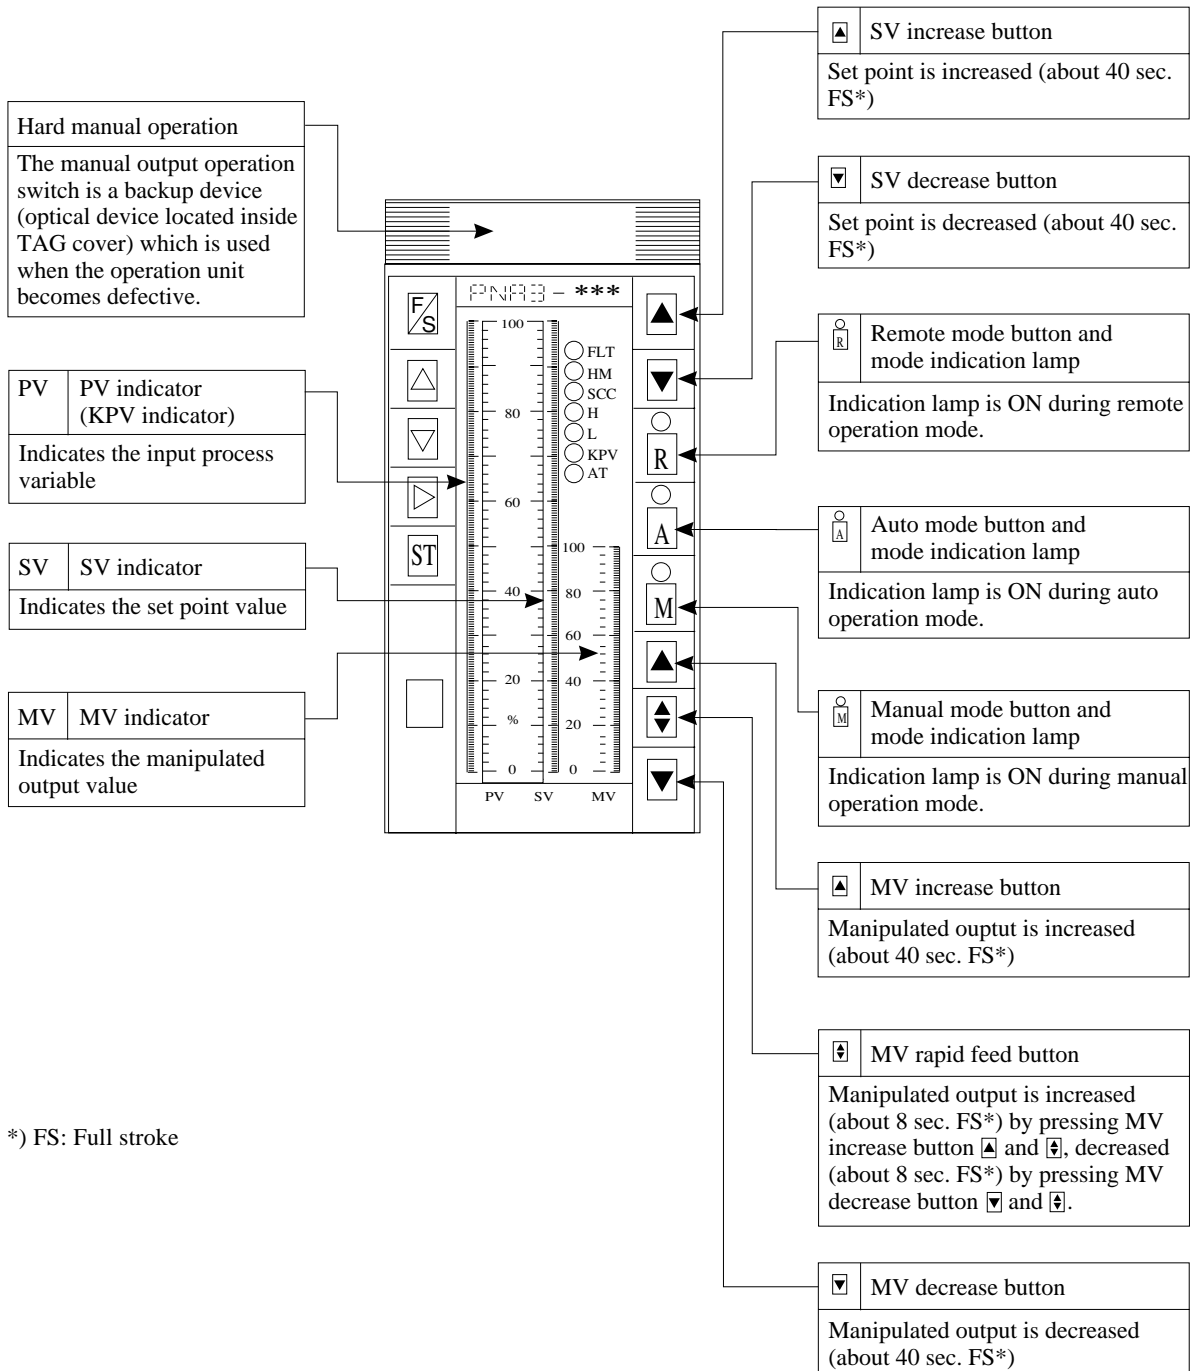 SV increase button
Set point is increased (about 40 sec.
FS*)
Hard manual operation
The manual output operation
switch is a backup device
(optical device located inside
TAG cover) which is used
when the operation unit
becomes defective.
SV decrease button
Set point is decreased (about 40 sec.
FS*)
PV PV indicator
(KPV indicator)
Indicates the input process
variable
SV SV indicator
Indicates the set point value
MV MV indicator
Indicates the manipulated
output value
F/S
ST
PNA3- ***
100
80
60
40
20
%
0
FLT
HM
SCC
H
L
KPV
AT
100
80
60
40
20
0
PV SV MV
R
A
M
R Remote mode button and
mode indication lamp
Indication lamp is ON during remote
operation mode.
A Auto mode button and
mode indication lamp
Indication lamp is ON during auto
operation mode.
M Manual mode button and
mode indication lamp
Indication lamp is ON during manual
operation mode.
MV increase button
Manipulated ouptut is increased
(about 40 sec. FS*)
MV rapid feed button
Manipulated output is increased
(about 8 sec. FS*) by pressing MV
increase button ▲ and ⬍, decreased
(about 8 sec. FS*) by pressing MV
decrease button ▼ and ⬍.
MV decrease button
Manipulated output is decreased
(about 40 sec. FS*)
*) FS: Full stroke